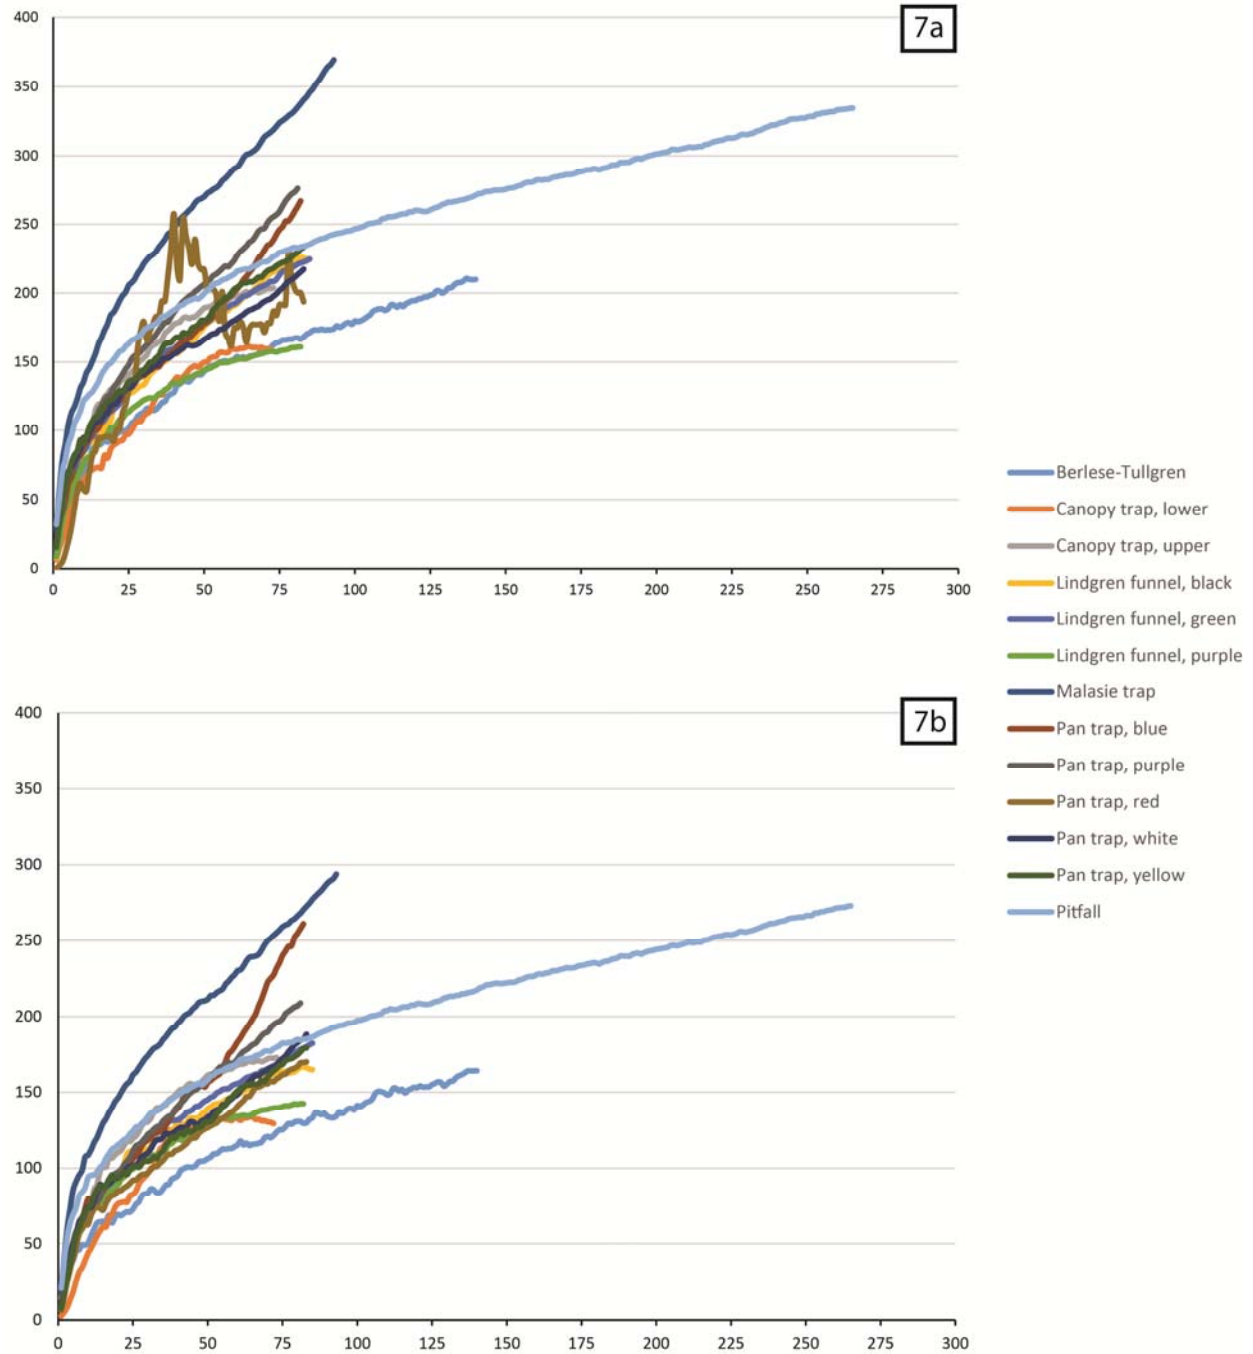 7a
400
350
300
250
200
150
100
50
0
0 25 50 75 100 125 150 175 200 225 250 275 300
Berlese-Tullgren
Canopy trap, lower
Canopy trap, upper
Lindgren funnel, black
Lindgren funnel, green
Lindgren funnel, purple
Malasie trap
Pan trap, blue
Pan trap, purple
Pan trap, red
Pan trap, white
Pan trap, yellow
Pitfall
7b
400
350
300
250
200
150
100
50
0
0 25 50 75 100 125 150 175 200 225 250 275 300